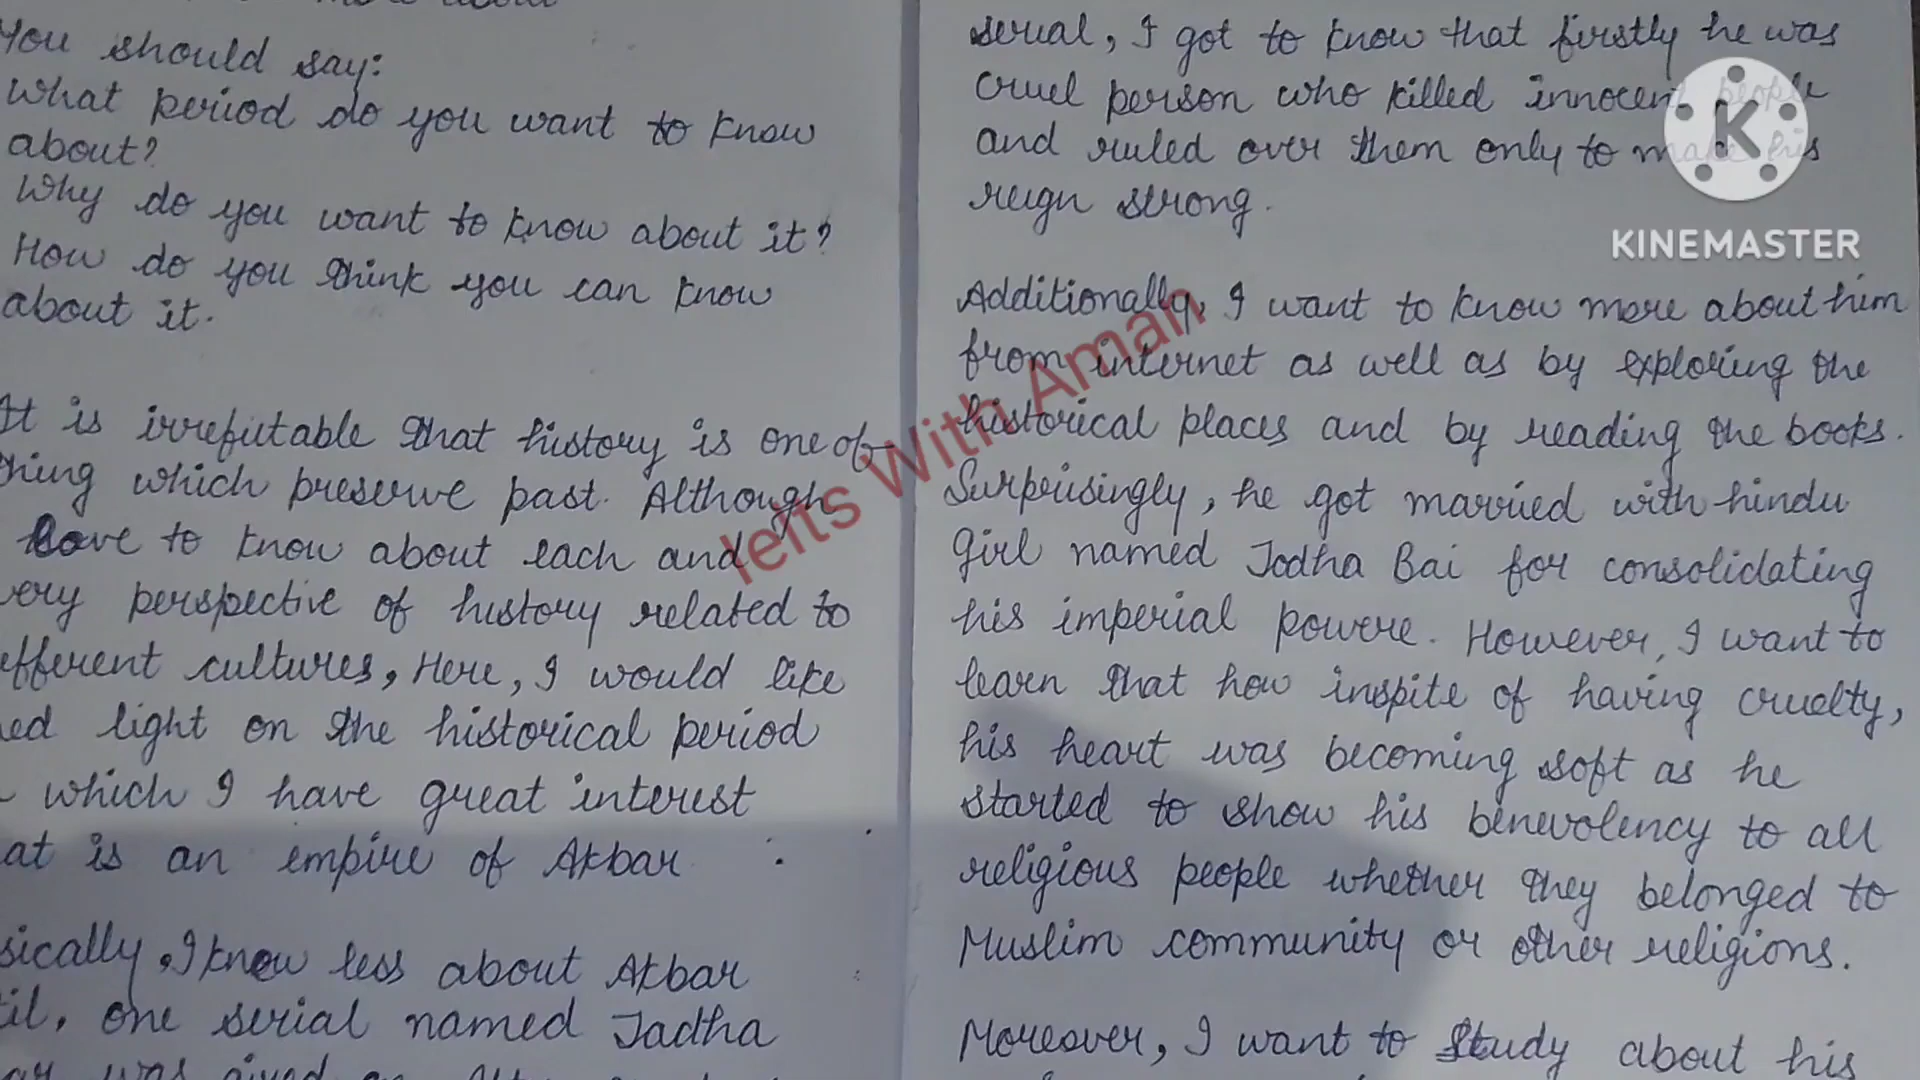 You should say:
What period do you want to know
about?
Why do you want to know about it?
How do you think you can know
about it.
It is irrefutable that history is one of
thing which preserve past. Although
love to know about each and
very perspective of history related to
efferent cultures, Here, I would like
ed light on the historical period
which I have great interest
at is an empire of Akbar
sically, I know less about Akbar
til, one serial named Jadha
serial, I got to know that firstly he was
cruel person who killed innocent people
and ruled over them only to make his
reign strong.
Additionally, I want to know more about him
from internet as well as by exploring the
historical places and by reading the books.
Surprisingly, he got married with hindu
girl named Jodha Bai for consolidating
his imperial powere. However, I want to
learn that how inspite of having cruelty,
his heart was becoming soft as he
started to show his benevolency to all
religious people whether they belonged to
Muslim community or other religions.
Moreover, I want to study about his
K
KINEMASTER
Ielts With Aman